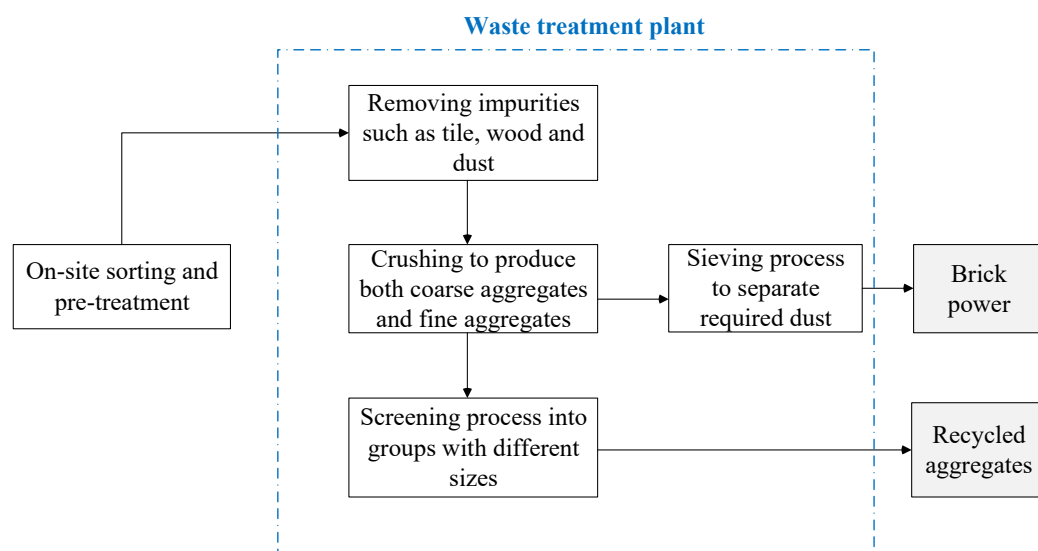 Waste treatment plant
Removing impurities
such as tile, wood and
dust
On-site sorting and
pre-treatment
Crushing to produce
both coarse aggregates
and fine aggregates
Sieving process
to separate
required dust
Brick
power
Screening process into
groups with different
sizes
Recycled
aggregates